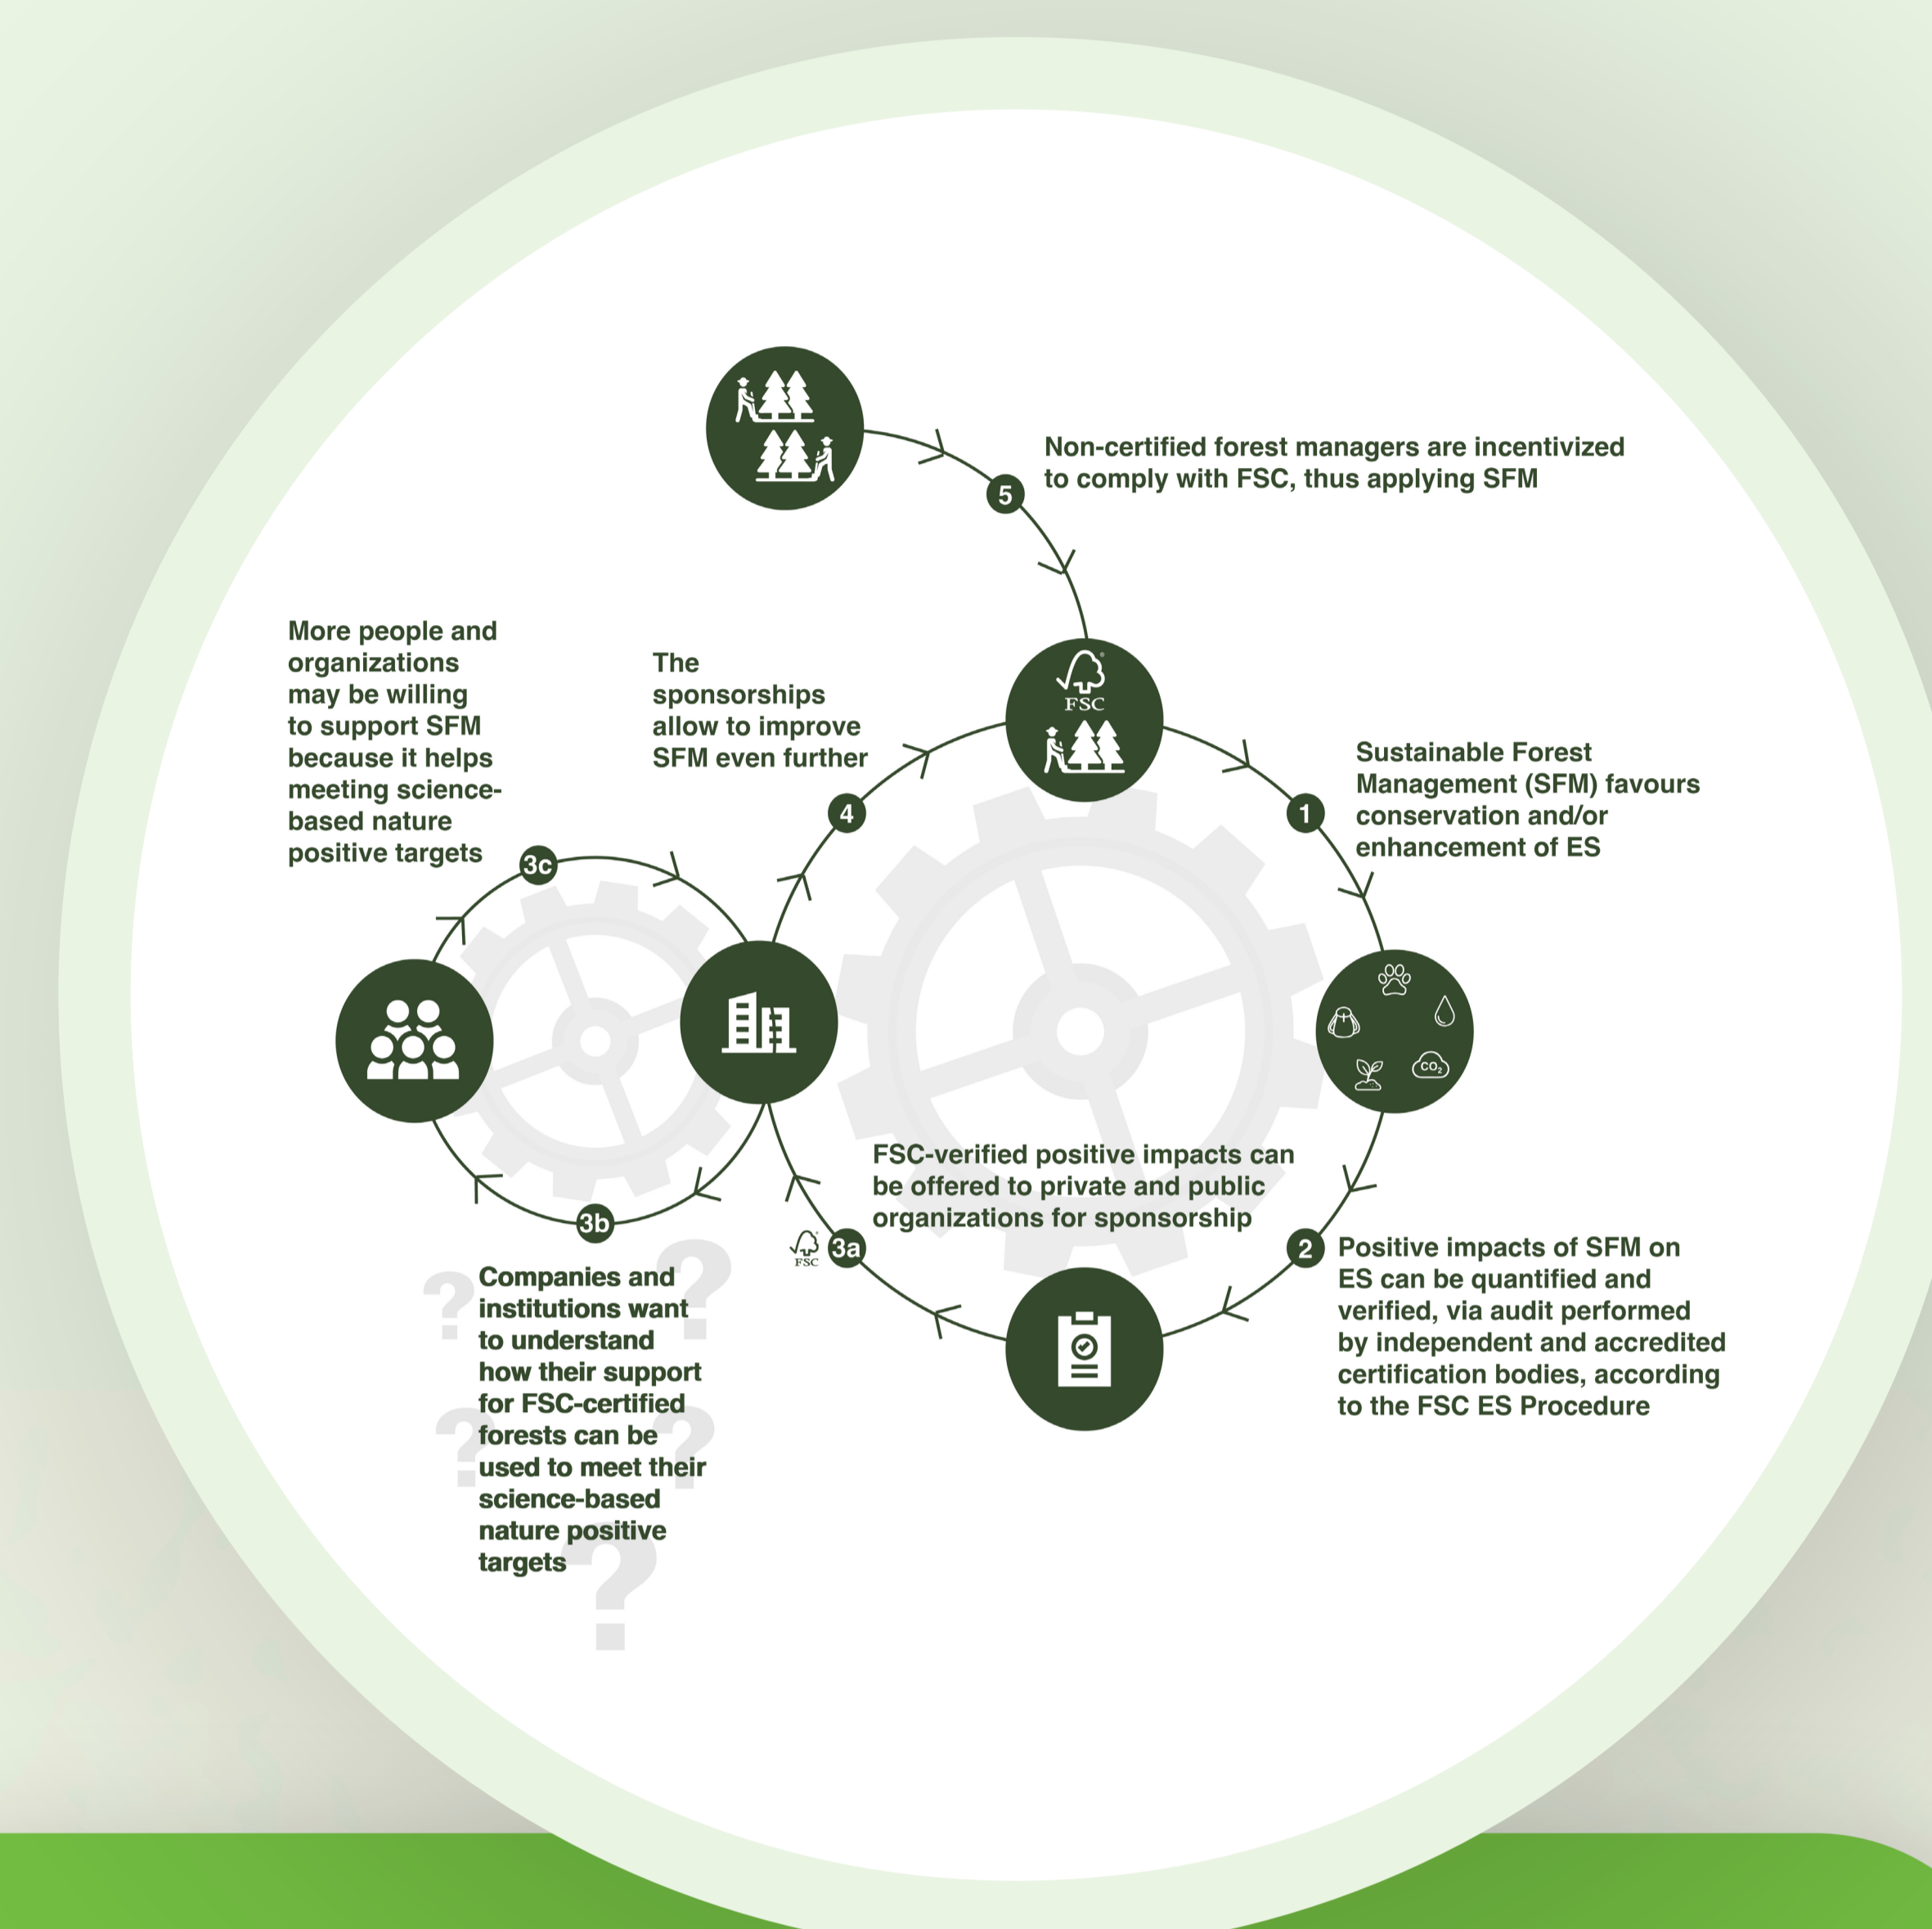 5
Non-certified forest managers are incentivized
to comply with FSC, thus applying SFM
More people and
organizations
may be willing
to support SFM
because it helps
meeting science-
based nature
positive targets
The
sponsorships
allow to improve
SFM even further
FSC
®
4
1
Sustainable Forest
Management (SFM) favours
conservation and/or
enhancement of ES
3c
CO₂
FSC-verified positive impacts can
be offered to private and public
organizations for sponsorship
3b
FSC
3a
2
Positive impacts of SFM on
ES can be quantified and
verified, via audit performed
by independent and accredited
certification bodies, according
to the FSC ES Procedure
Companies and
institutions want
to understand
how their support
for FSC-certified
forests can be
used to meet their
science-based
nature positive
targets
?
?
?
?
?